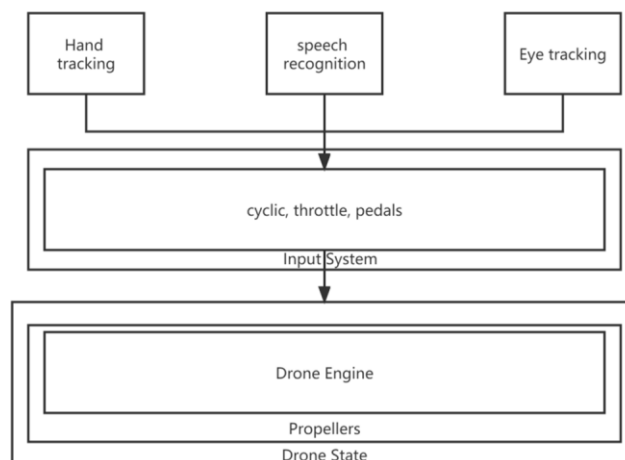 Hand
tracking
speech
recognition
Eye tracking
cyclic, throttle, pedals
Input System
Drone Engine
Propellers
Drone State